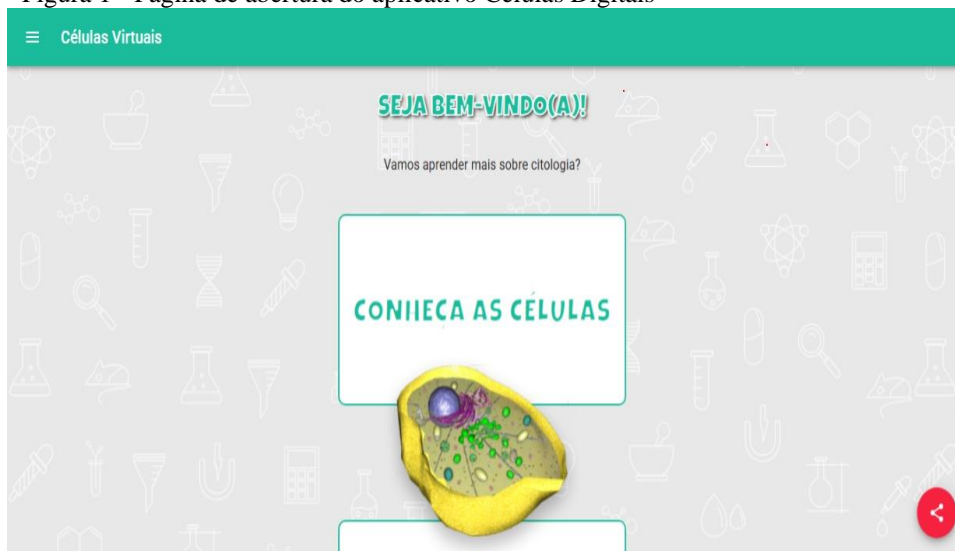 Figura 1 - Página de abertura do aplicativo Células Digitais
Células Virtuais
SEJA BEM-VINDO(A)!
Vamos aprender mais sobre citologia?
CONHEÇA AS CÉLULAS